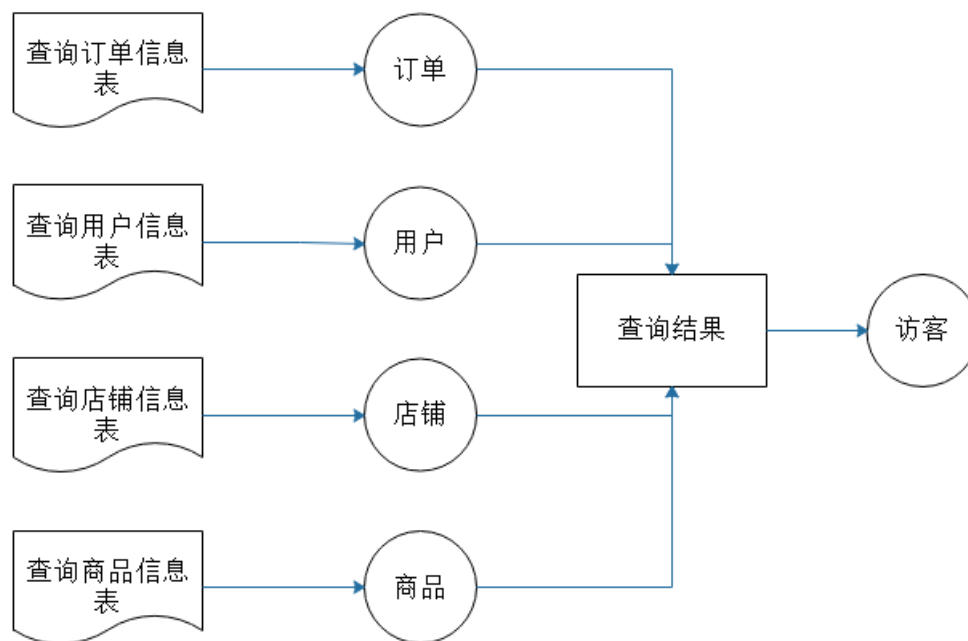 查询订单信息
表
订单
查询用户信息
表
用户
查询结果
访客
查询店铺信息
表
店铺
查询商品信息
表
商品